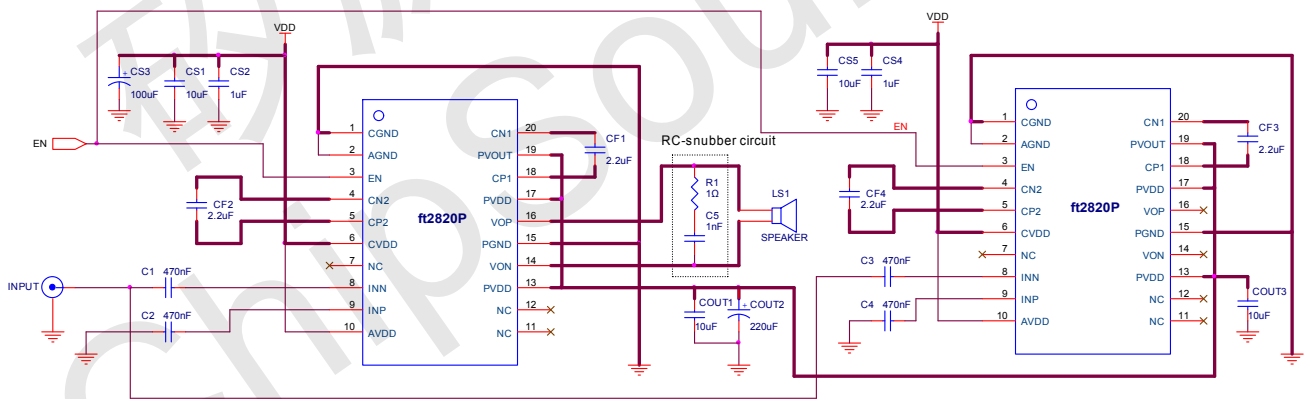 VDD
VDD
CS3
100uF
CS1
10uF
CS2
1uF
CS5
10uF
CS4
1uF
EN
EN
RC-snubber circuit
R1
1Ω
C5
1nF
LS1
SPEAKER
CF2
2.2uF
CF1
2.2uF
CF4
2.2uF
CF3
2.2uF
ft2820P
1 CGND
2 AGND
3 EN
4 CN2
5 CP2
6 CVDD
7 NC
8 INN
9 INP
10 AVDD
CN1 20
PVOUT 19
CP1 18
PVDD 17
VOP 16
PGND 15
VON 14
PVDD 13
NC 12
NC 11
INPUT
C1 470nF
C2 470nF
COUT1
10uF
COUT2
220uF
C3 470nF
C4 470nF
ft2820P
1 CGND
2 AGND
3 EN
4 CN2
5 CP2
6 CVDD
7 NC
8 INN
9 INP
10 AVDD
CN1 20
PVOUT 19
CP1 18
PVDD 17
VOP 16
PGND 15
VON 14
PVDD 13
NC 12
NC 11
COUT3
10uF